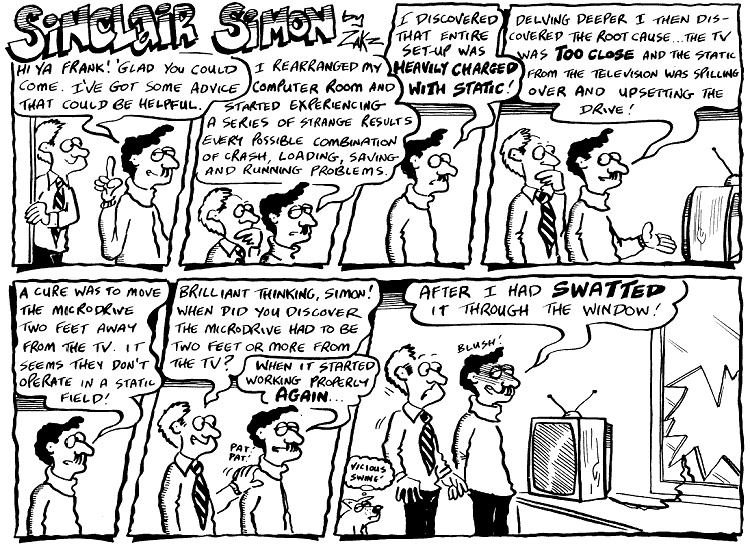 SINCLAIR SIMON
by
ZAK
HI YA FRANK! 'GLAD YOU COULD
COME. I'VE GOT SOME ADVICE
THAT COULD BE HELPFUL.
I REARRANGED MY
COMPUTER ROOM AND
STARTED EXPERIENCING
A SERIES OF STRANGE RESULTS
EVERY POSSIBLE COMBINATION
OF CRASH, LOADING, SAVING
AND RUNNING PROBLEMS.
I DISCOVERED
THAT ENTIRE
SET-UP WAS
HEAVILY CHARGED
WITH STATIC!
DELVING DEEPER I THEN DIS-
COVERED THE ROOT CAUSE... THE TV
WAS TOO CLOSE AND THE STATIC
FROM THE TELEVISION WAS SPILLING
OVER AND UPSETTING THE
DRIVE!
A CURE WAS TO MOVE
THE MICRODRIVE
TWO FEET AWAY
FROM THE TV. IT
SEEMS THEY DON'T
OPERATE IN A STATIC
FIELD!
BRILLIANT THINKING, SIMON!
WHEN DID YOU DISCOVER
THE MICRODRIVE HAD TO BE
TWO FEET OR MORE FROM
THE TV?
WHEN IT STARTED
WORKING PROPERLY
AGAIN...
PAT!
PAT!
AFTER I HAD SWATTED
IT THROUGH THE WINDOW!
BLUSH!
VICIOUS
SWINE!